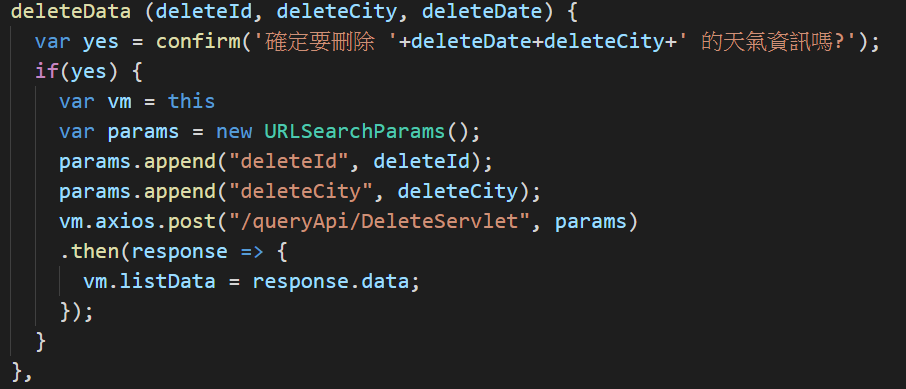 deleteData (deleteId, deleteCity, deleteDate) {
var yes = confirm('確定要刪除 '+deleteDate+deleteCity+' 的天氣資訊嗎?');
if(yes) {
var vm = this
var params = new URLSearchParams();
params.append("deleteId", deleteId);
params.append("deleteCity", deleteCity);
vm.axios.post("/queryApi/DeleteServlet", params)
.then(response => {
vm.listData = response.data;
});
}
},